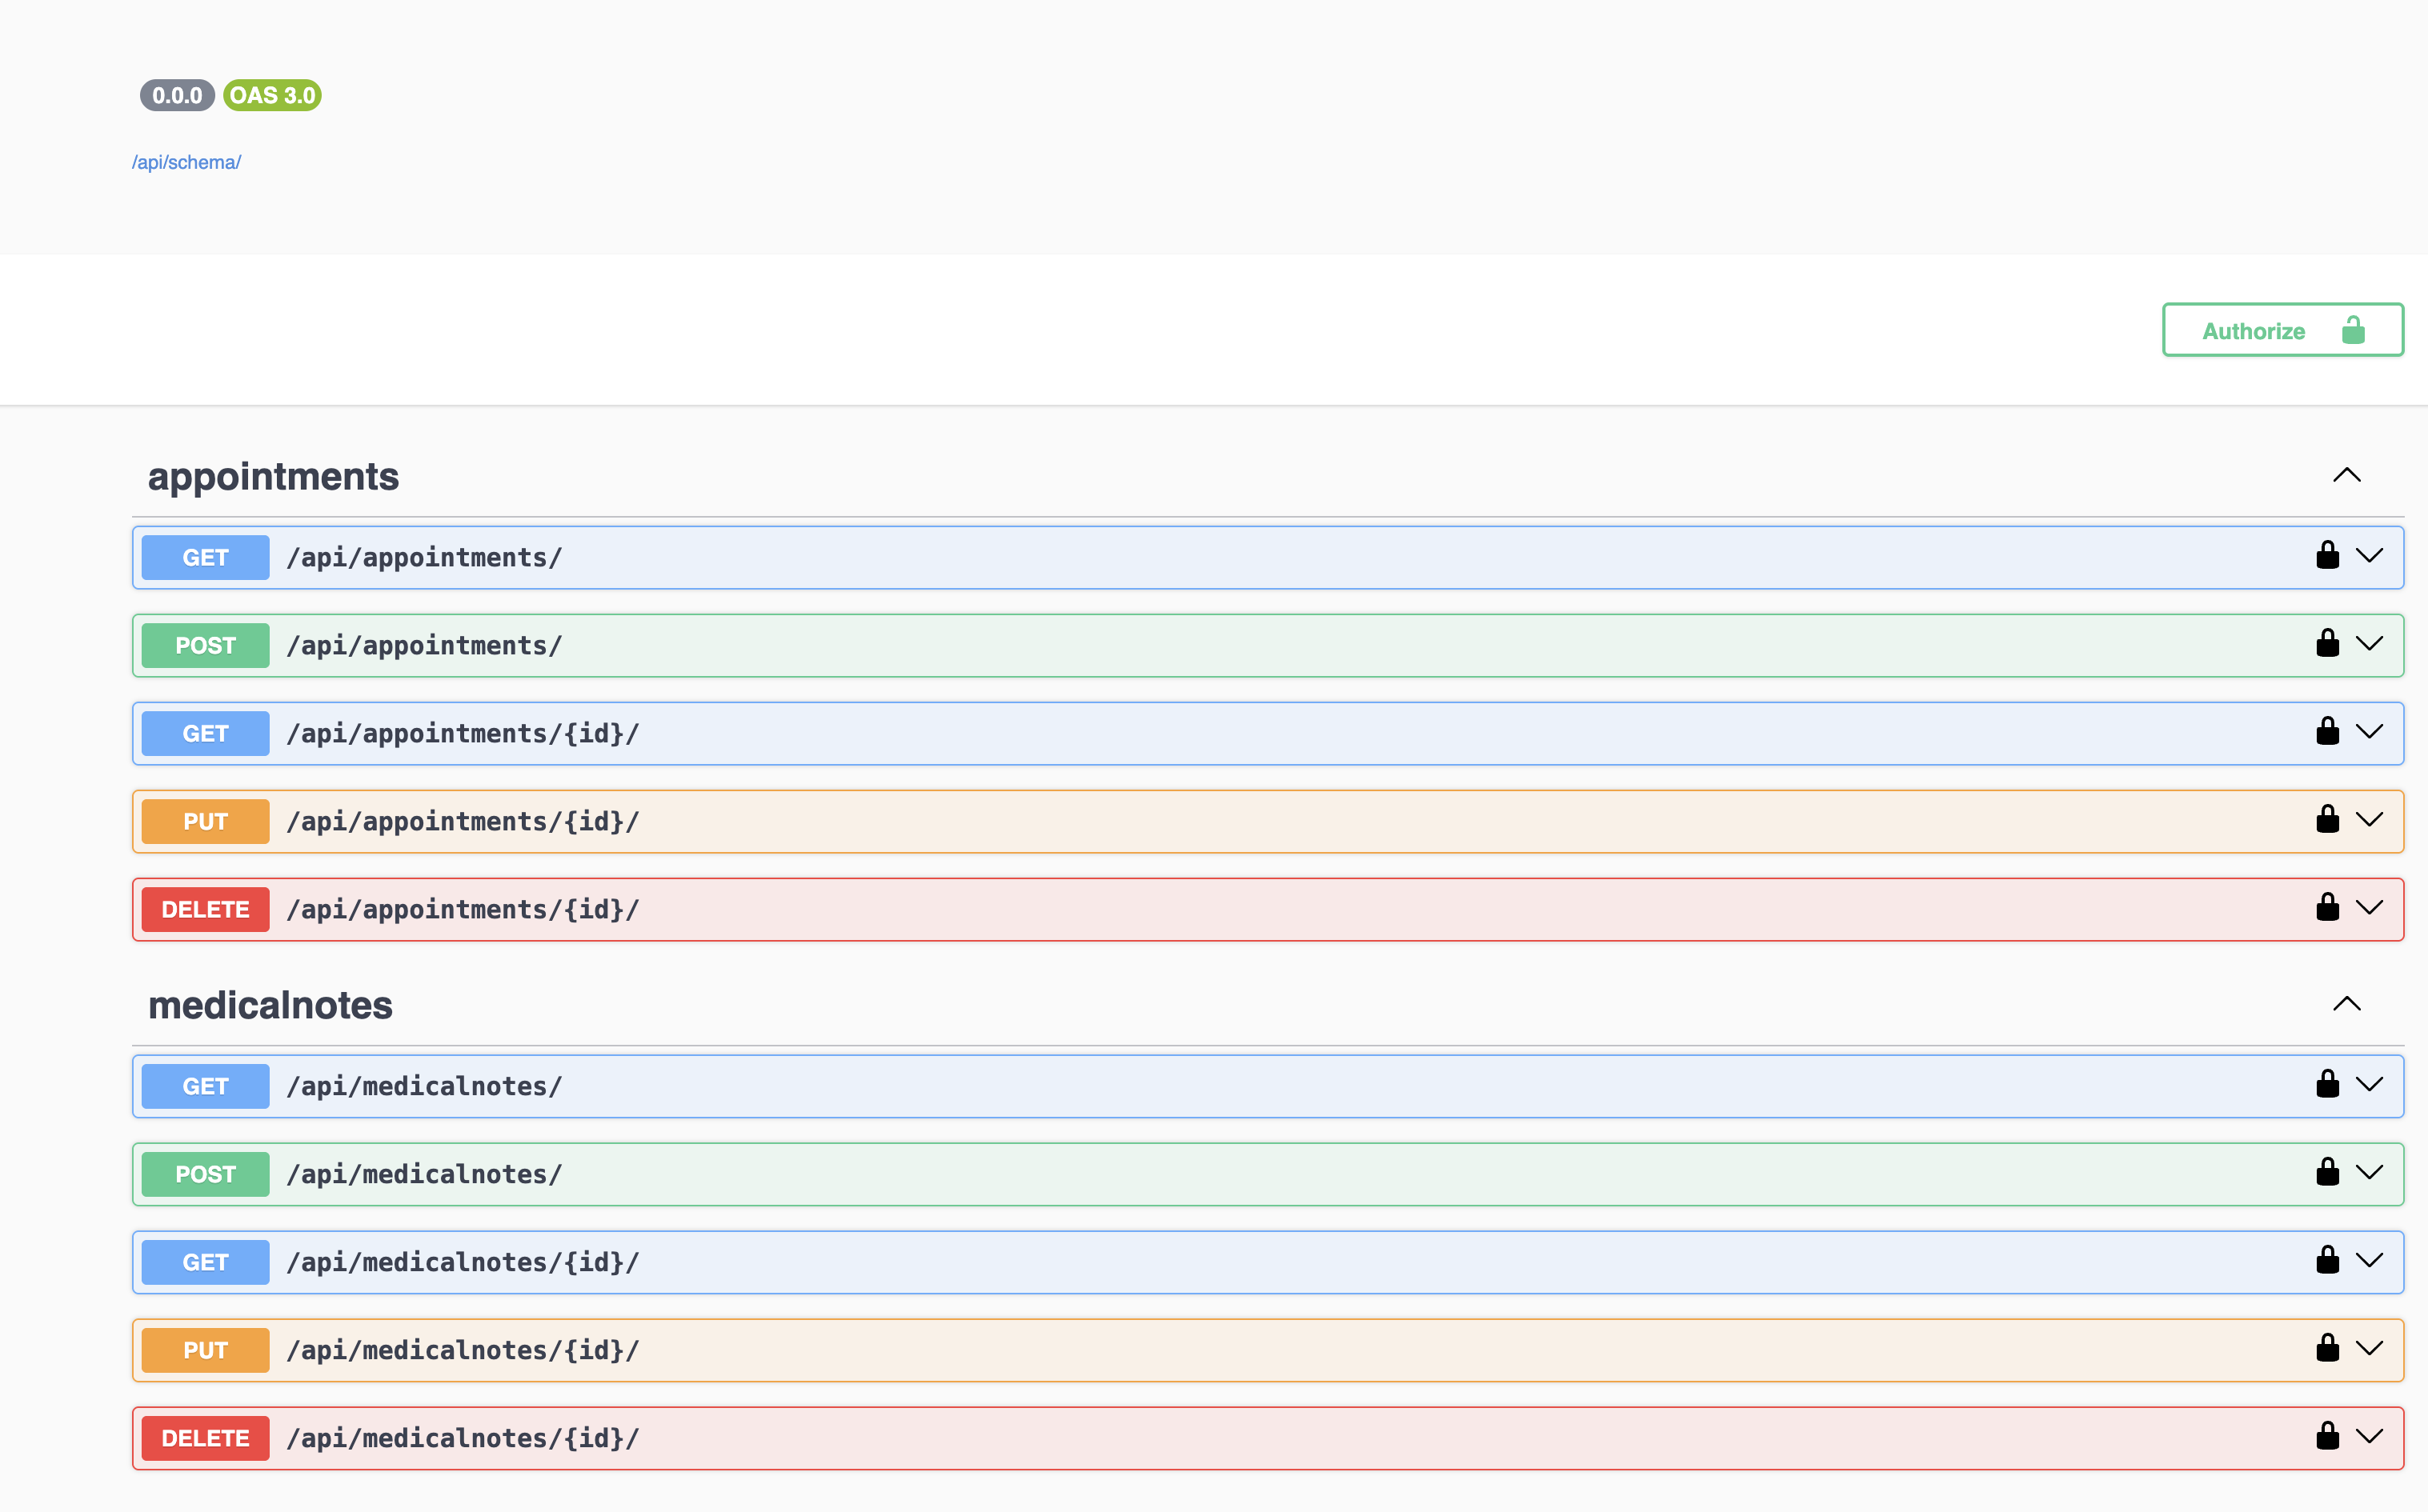 0.0.0 OAS 3.0
/api/schema/
Authorize
appointments
GET /api/appointments/
POST /api/appointments/
GET /api/appointments/{id}/
PUT /api/appointments/{id}/
DELETE /api/appointments/{id}/
medicalnotes
GET /api/medicalnotes/
POST /api/medicalnotes/
GET /api/medicalnotes/{id}/
PUT /api/medicalnotes/{id}/
DELETE /api/medicalnotes/{id}/